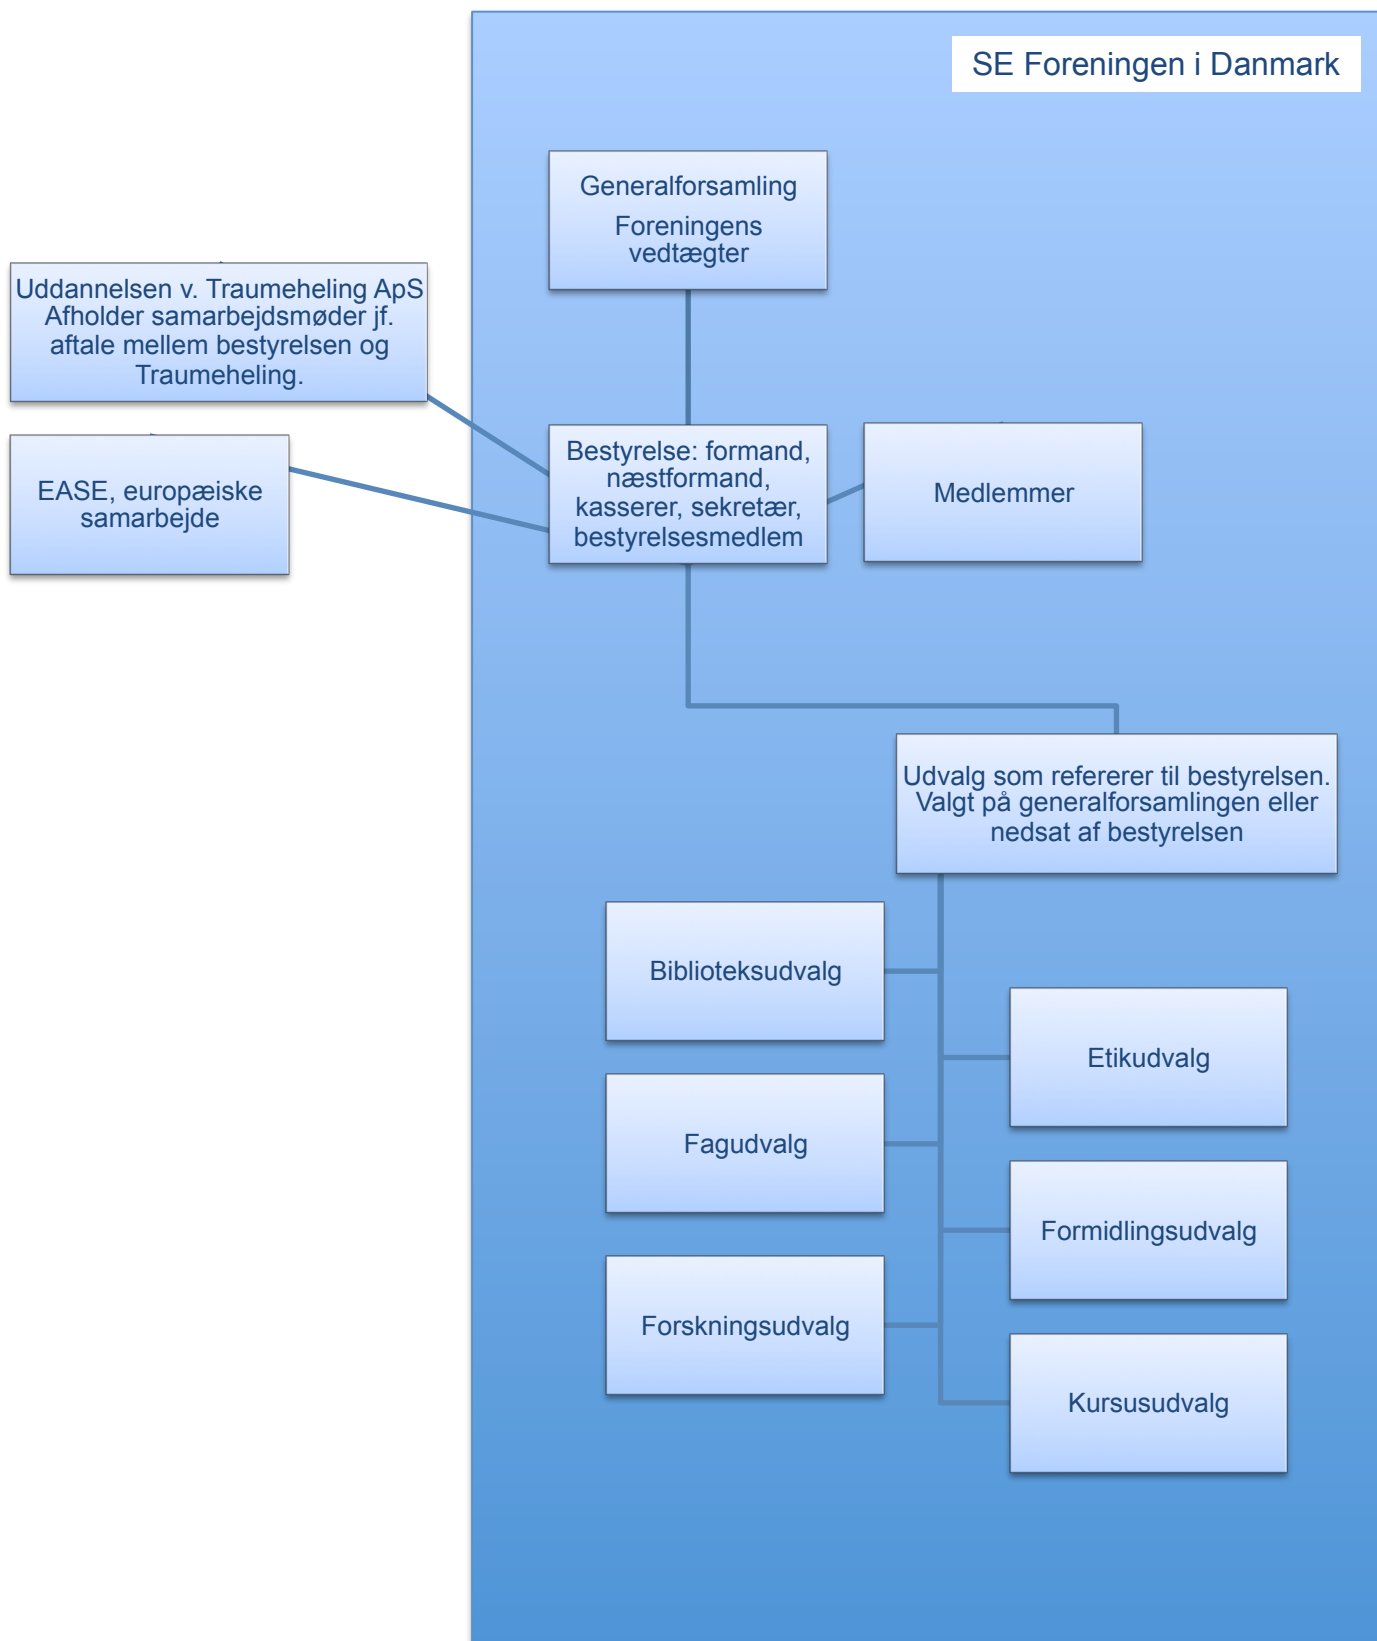 SE Foreningen i Danmark
Generalforsamling
Foreningens
vedtægter
Uddannelsen v. Traumeheling ApS
Afholder samarbejdsmøder jf.
aftale mellem bestyrelsen og
Traumeheling.
EASE, europæiske
samarbejde
Bestyrelse: formand,
næstformand,
kasserer, sekretær,
bestyrelsesmedlem
Medlemmer
Udvalg som refererer til bestyrelsen.
Valgt på generalforsamlingen eller
nedsat af bestyrelsen
Biblioteksudvalg
Etikudvalg
Fagudvalg
Formidlingsudvalg
Forskningsudvalg
Kursusudvalg